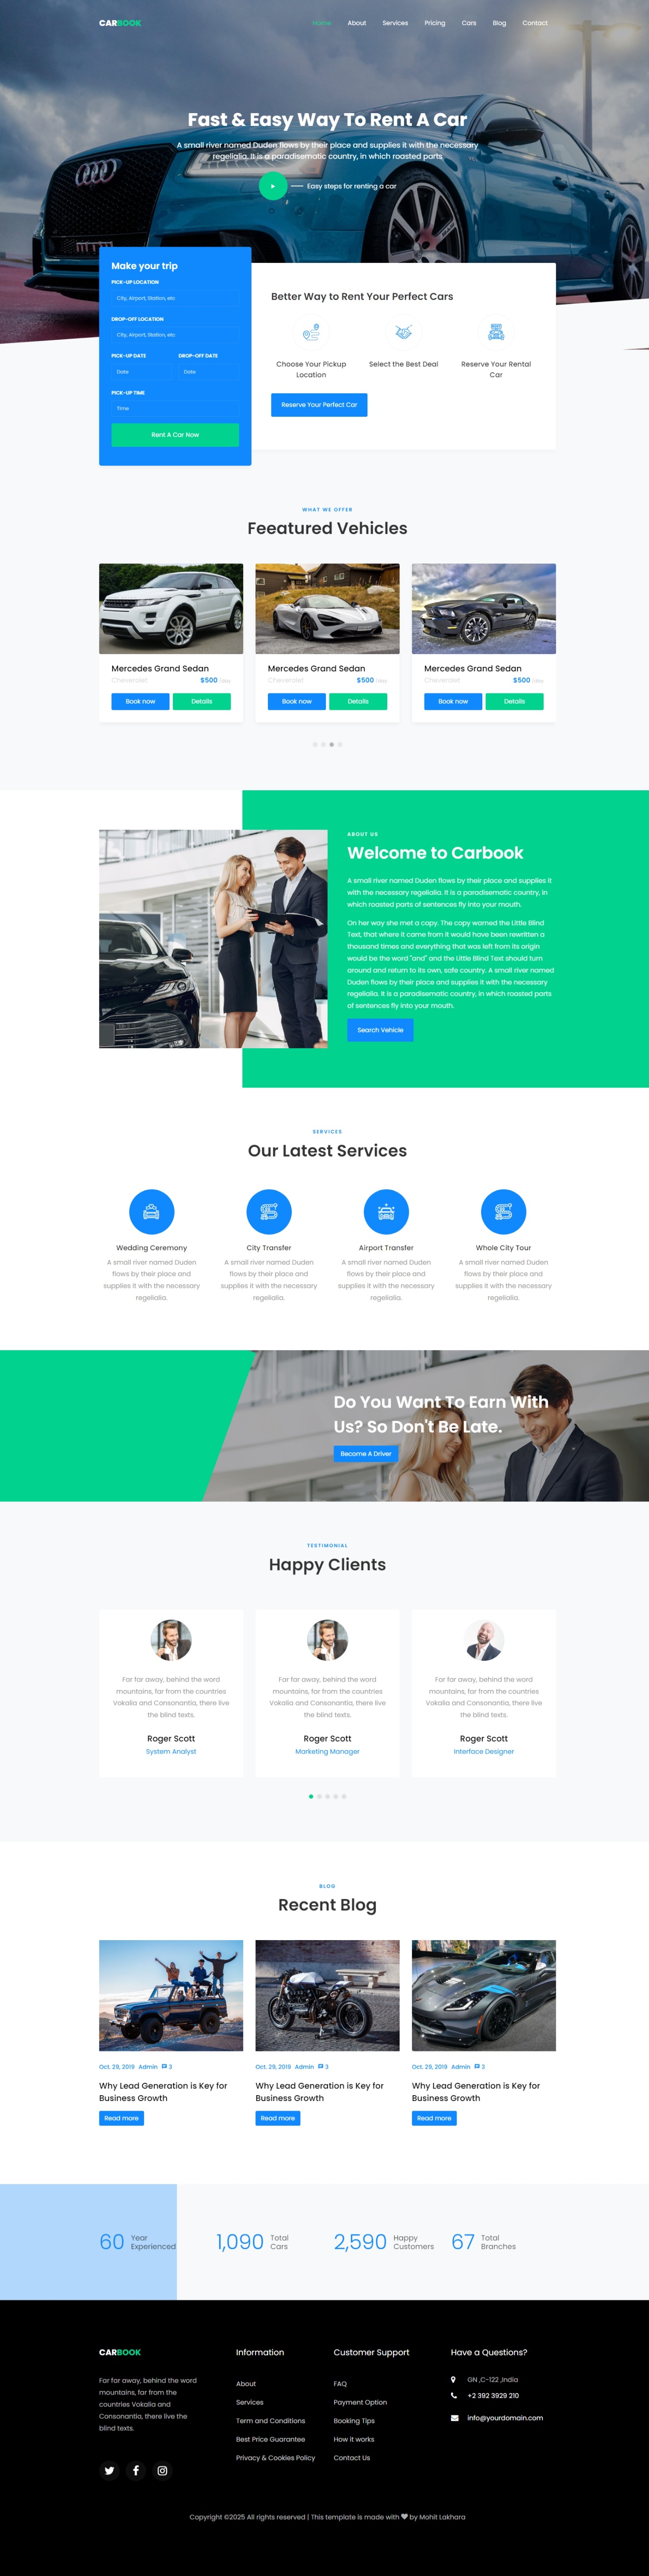 CARBOOK
Home About Services Pricing Cars Blog Contact
Fast & Easy Way To Rent A Car
A small river named Duden flows by their place and supplies it with the necessary
regelialia. It is a paradisematic country, in which roasted parts
Easy steps for renting a car
Make your trip
PICK-UP LOCATION
City, Airport, Station, etc
DROP-OFF LOCATION
City, Airport, Station, etc
PICK-UP DATE DROP-OFF DATE
Date Date
PICK-UP TIME
Time
Rent A Car Now
Better Way to Rent Your Perfect Cars
Choose Your Pickup
Location
Select the Best Deal
Reserve Your Rental
Car
Reserve Your Perfect Car
WHAT WE OFFER
Feeatured Vehicles
Mercedes Grand Sedan
Cheverolet $500 /day
Book now Details
Mercedes Grand Sedan
Cheverolet $500 /day
Book now Details
Mercedes Grand Sedan
Cheverolet $500 /day
Book now Details
ABOUT US
Welcome to Carbook
A small river named Duden flows by their place and supplies it
with the necessary regelialia. It is a paradisematic country, in
which roasted parts of sentences fly into your mouth.
On her way she met a copy. The copy warned the Little Blind
Text, that where it came from it would have been rewritten a
thousand times and everything that was left from its origin
would be the word "and" and the Little Blind Text should turn
around and return to its own, safe country. A small river named
Duden flows by their place and supplies it with the necessary
regelialia. It is a paradisematic country, in which roasted parts
of sentences fly into your mouth.
Search Vehicle
SERVICES
Our Latest Services
Wedding Ceremony
A small river named Duden
flows by their place and
supplies it with the necessary
regelialia.
City Transfer
A small river named Duden
flows by their place and
supplies it with the necessary
regelialia.
Airport Transfer
A small river named Duden
flows by their place and
supplies it with the necessary
regelialia.
Whole City Tour
A small river named Duden
flows by their place and
supplies it with the necessary
regelialia.
Do You Want To Earn With
Us? So Don't Be Late.
Become A Driver
TESTIMONIAL
Happy Clients
Far far away, behind the word
mountains, far from the countries
Vokalia and Consonantia, there live
the blind texts.
Roger Scott
System Analyst
Far far away, behind the word
mountains, far from the countries
Vokalia and Consonantia, there live
the blind texts.
Roger Scott
Marketing Manager
Far far away, behind the word
mountains, far from the countries
Vokalia and Consonantia, there live
the blind texts.
Roger Scott
Interface Designer
BLOG
Recent Blog
Oct. 29, 2019 Admin 3
Why Lead Generation is Key for
Business Growth
Read more
Oct. 29, 2019 Admin 3
Why Lead Generation is Key for
Business Growth
Read more
Oct. 29, 2019 Admin 3
Why Lead Generation is Key for
Business Growth
Read more
60 Year
Experienced
1,090 Total
Cars
2,590 Happy
Customers
67 Total
Branches
CARBOOK
Far far away, behind the word
mountains, far from the
countries Vokalia and
Consonantia, there live the
blind texts.
Information
About
Services
Term and Conditions
Best Price Guarantee
Privacy & Cookies Policy
Customer Support
FAQ
Payment Option
Booking Tips
How it works
Contact Us
Have a Questions?
GN ,C-122 ,India
+2 392 3929 210
info@yourdomain.com
Copyright ©2025 All rights reserved | This template is made with ♥ by Mohit Lakhara